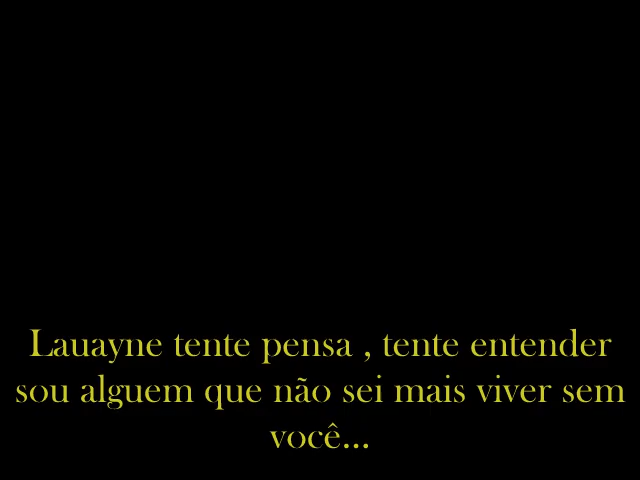 Lauayne tente pensa , tente entender
sou alguem que não sei mais viver sem
você...